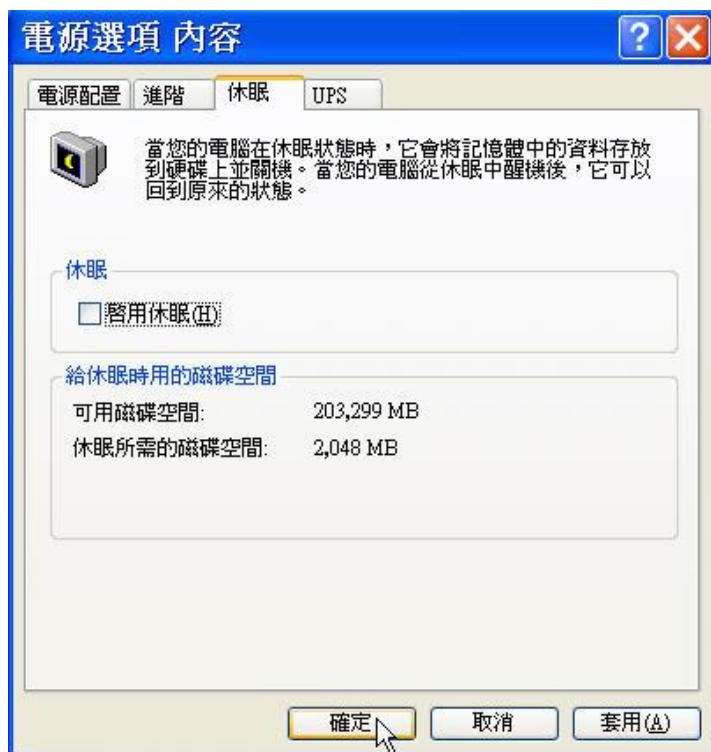 電源選項 內容
電源配置 進階 休眠 UPS
當您的電腦在休眠狀態時，它會將記憶體中的資料存放
到硬碟上並關機。當您的電腦從休眠中醒機後，它可以
回到原來的狀態。
休眠
啓用休眠(H)
給休眠時用的磁碟空間
可用磁碟空間: 203,299 MB
休眠所需的磁碟空間: 2,048 MB
確定 取消 套用(A)